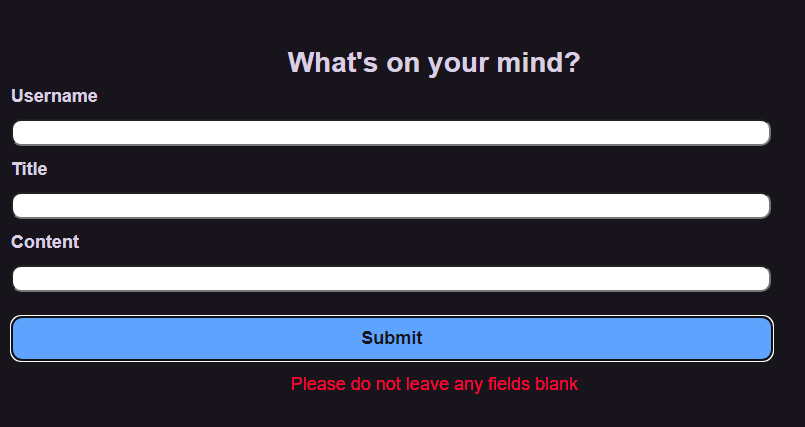 What's on your mind?
Username
Title
Content
Submit
Please do not leave any fields blank